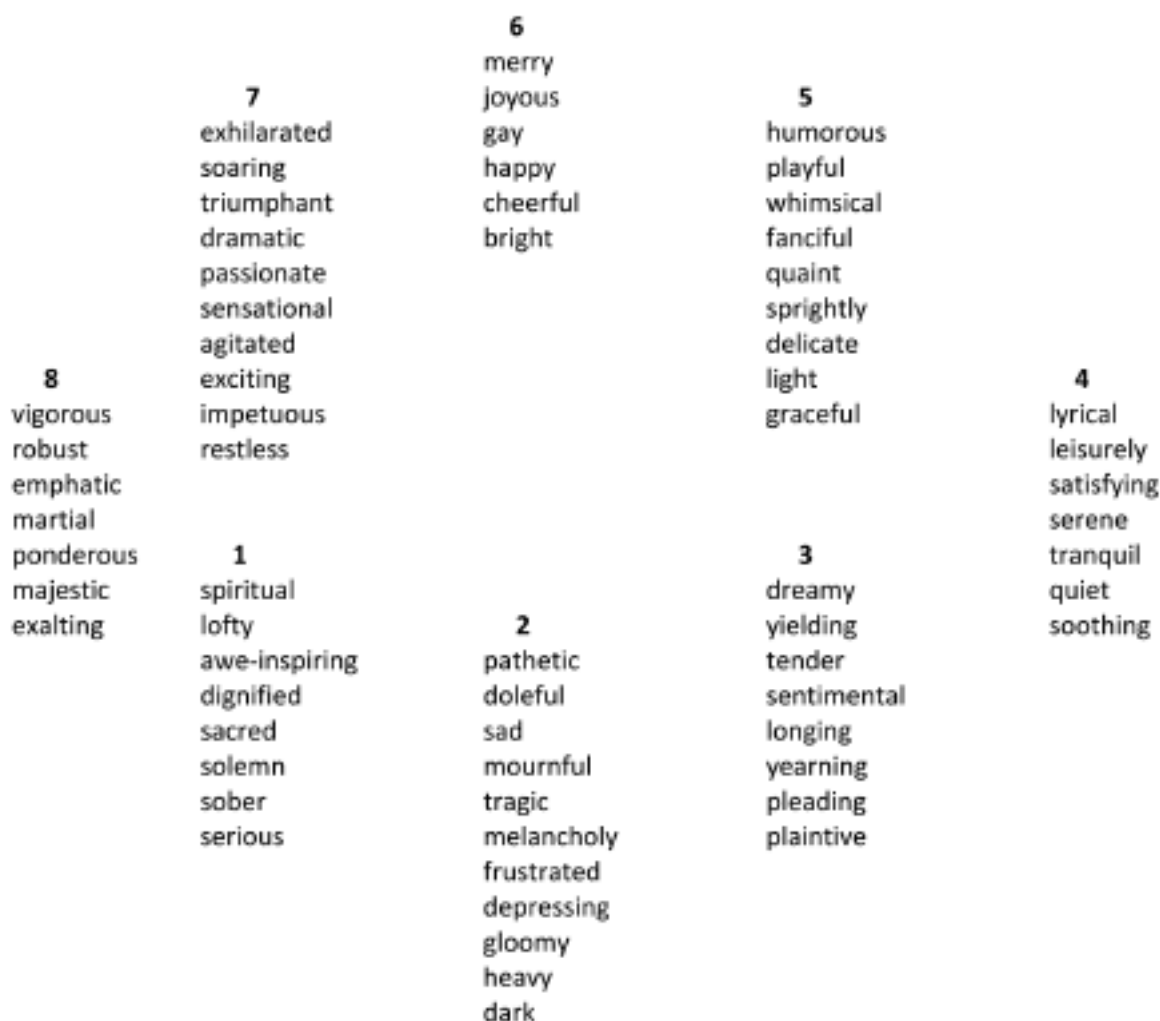 6
merry
joyous
gay
happy
cheerful
bright
7
exhilarated
soaring
triumphant
dramatic
passionate
sensational
agitated
exciting
impetuous
restless
5
humorous
playful
whimsical
fanciful
quaint
sprightly
delicate
light
graceful
8
vigorous
robust
emphatic
martial
ponderous
majestic
exalting
4
lyrical
leisurely
satisfying
serene
tranquil
quiet
soothing
1
spiritual
lofty
awe-inspiring
dignified
sacred
solemn
sober
serious
2
pathetic
doleful
sad
mournful
tragic
melancholy
frustrated
depressing
gloomy
heavy
dark
3
dreamy
yielding
tender
sentimental
longing
yearning
pleading
plaintive